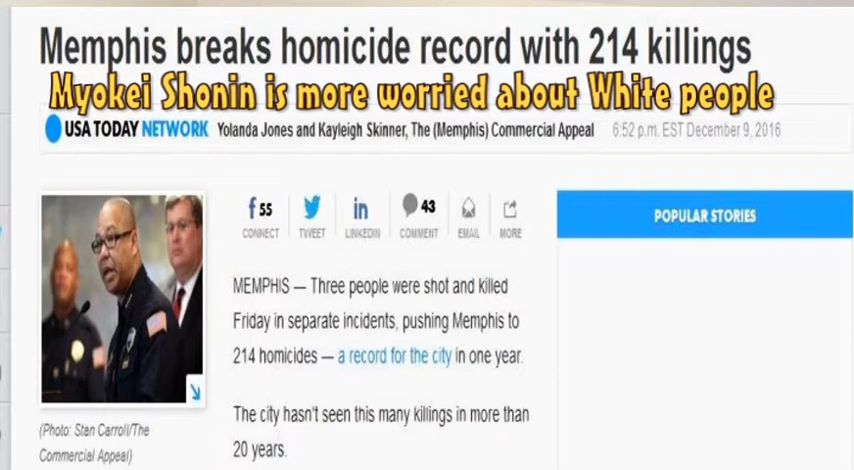 Memphis breaks homicide record with 214 killings
Myokei Shonin is more worried about White people
USA TODAY NETWORK Yolanda Jones and Kayleigh Skinner, The (Memphis) Commercial Appeal 6:52 p.m. EST December 9, 2016
f 55 in 43
CONNECT TWEET LINKEDIN COMMENT EMAIL MORE
POPULAR STORIES
MEMPHIS — Three people were shot and killed
Friday in separate incidents, pushing Memphis to
214 homicides — a record for the city in one year.
The city hasn't seen this many killings in more than
20 years.
(Photo: Stan Carroll/The
Commercial Appeal)